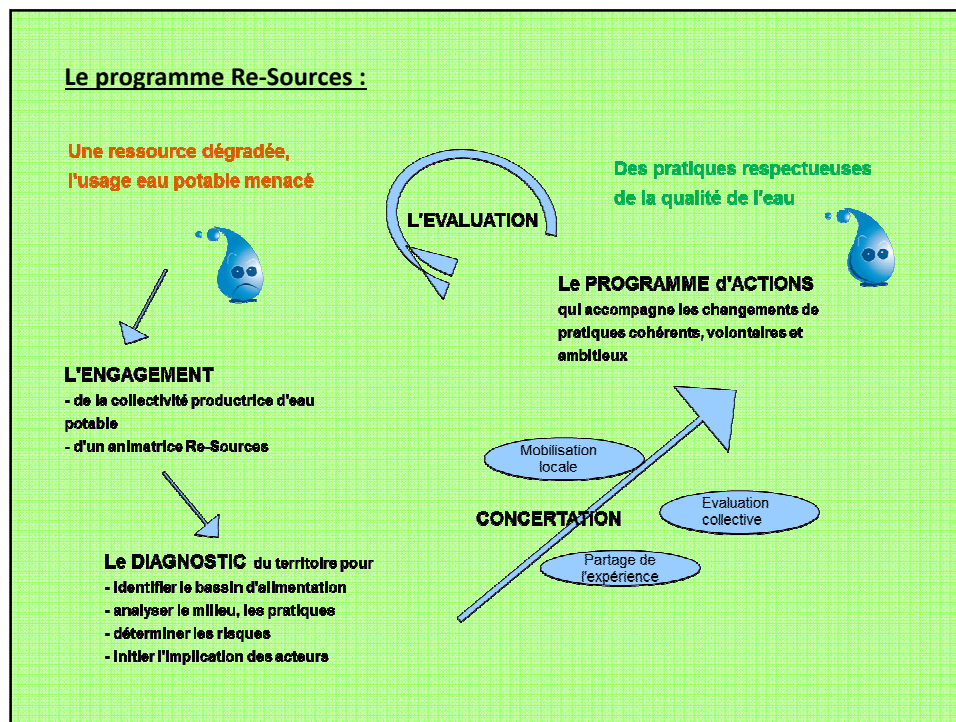 Le programme Re-Sources :
Une ressource dégradée,
l'usage eau potable menacé
L'EVALUATION
Des pratiques respectueuses
de la qualité de l'eau
Le PROGRAMME d'ACTIONS
qui accompagne les changements de
pratiques cohérents, volontaires et
ambitieux
L'ENGAGEMENT
- de la collectivité productrice d'eau
potable
- d'un animatrice Re-Sources
Mobilisation
locale
Evaluation
collective
CONCERTATION
Partage de
l'expérience
Le DIAGNOSTIC du territoire pour
- identifier le bassin d'alimentation
- analyser le milieu, les pratiques
- déterminer les risques
- initier l'implication des acteurs